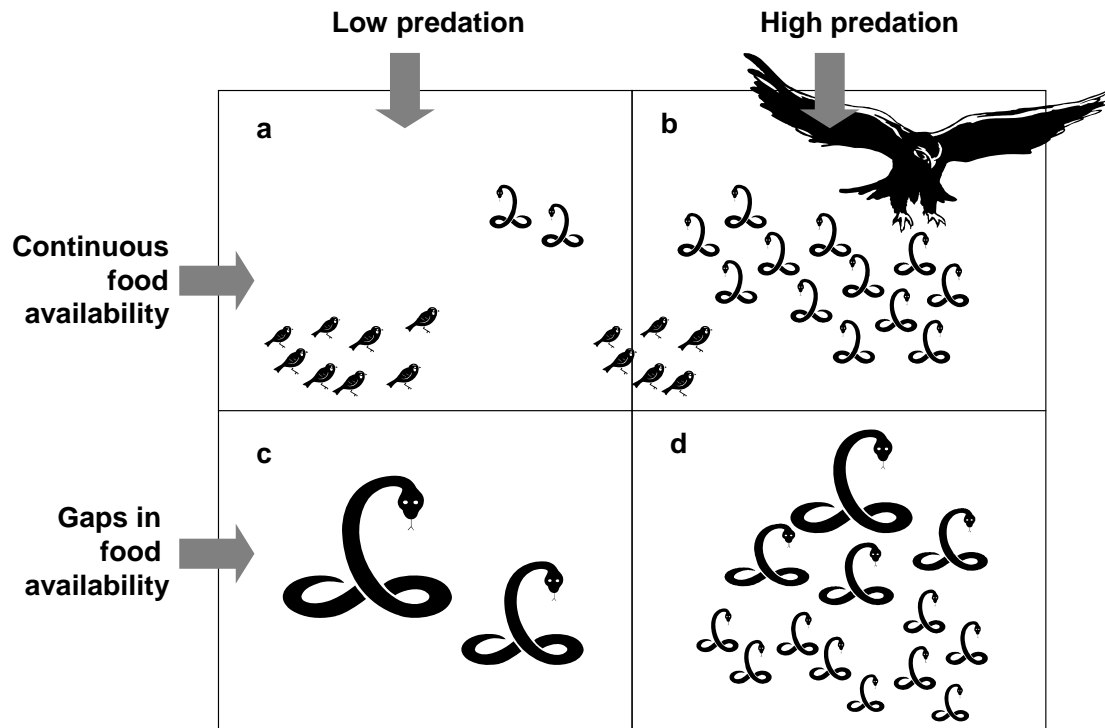 Low predation
High predation
a
b
Continuous
food
availability
c
d
Gaps in
food
availability